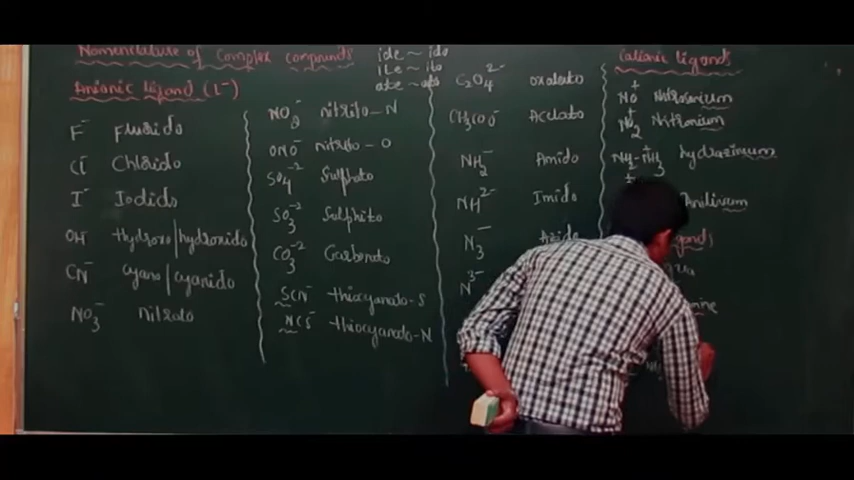 Nomenclature of Complex compounds
Anionic ligand (L⁻)
ide ~ ido
ite ~ ito
ate ~ ato
F⁻ Flurido
Cl⁻ Chlorido
I⁻ Iodido
OH⁻ Hydroxo/hydroxido
CN⁻ cyano/cyanido
NO₃⁻ nitrato
NO₂⁻ nitrito-N
ONO⁻ nitrito-O
SO₄⁻² Sulphato
SO₃⁻² Sulphito
CO₃⁻² Carbonato
SCN⁻ thiocyanato-S
NCS⁻ thiocyanato-N
C₂O₄²⁻ oxalato
CH₃COO⁻ Acetato
NH₂⁻ Amido
NH²⁻ Imido
N₃⁻ Azido
N³⁻
Cationic ligands
NO⁺ Nitrosonium
NO₂⁺ Nitronium
NH₂-NH₃⁺ hydrazinium